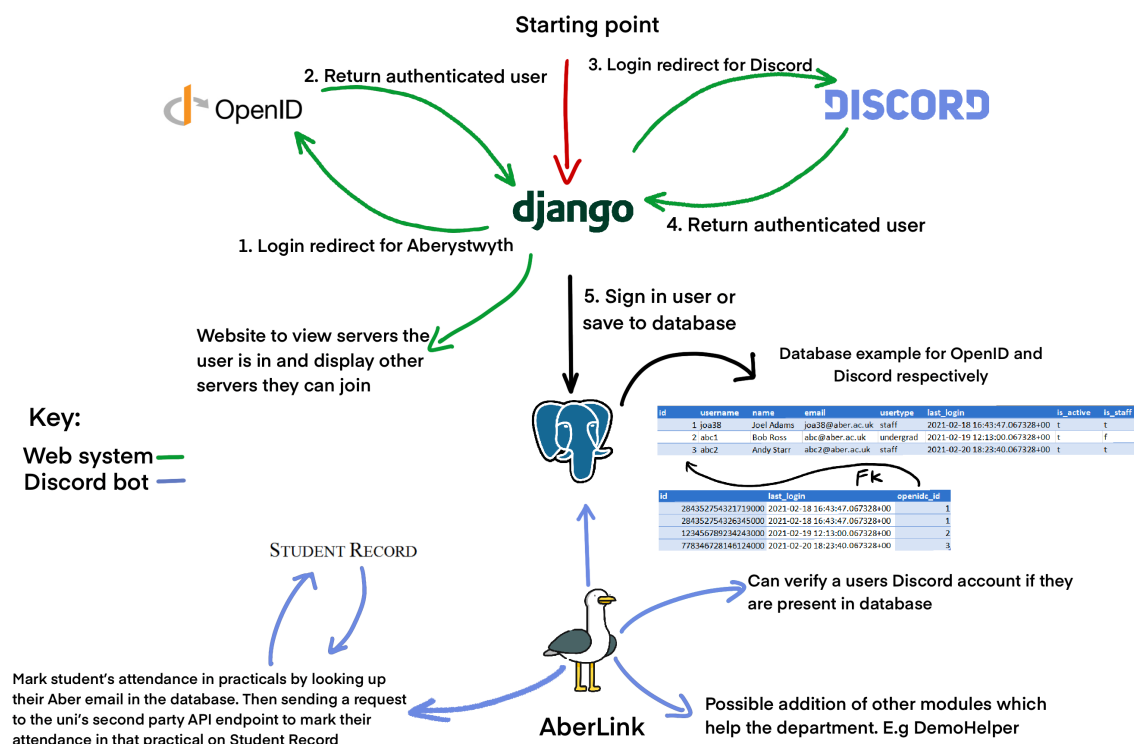 Starting point
2. Return authenticated user
3. Login redirect for Discord
OpenID
DISCORD
django
1. Login redirect for Aberystwyth
4. Return authenticated user
5. Sign in user or
save to database
Website to view servers the
user is in and display other
servers they can join
Database example for OpenID and
Discord respectively
Key:
Web system
Discord bot
id username name email usertype last_login is_active is_staff
1 joa38 Joel Adams joa38@aber.ac.uk staff 2021-02-18 16:43:47.067328+00 t t
2 abc1 Bob Ross abc@aber.ac.uk undergrad 2021-02-19 12:13:00.067328+00 t f
3 abc2 Andy Starr abc2@aber.ac.uk staff 2021-02-20 18:23:40.067328+00 t t
FK
id last_login openidc_id
284352754321719000 2021-02-18 16:43:47.067328+00 1
284352754326345000 2021-02-18 16:43:47.067328+00 1
123456789234243000 2021-02-19 12:13:00.067328+00 2
778346728146124000 2021-02-20 18:23:40.067328+00 3
STUDENT RECORD
Can verify a users Discord account if they
are present in database
Mark student's attendance in practicals by looking up
their Aber email in the database. Then sending a request
to the uni's second party API endpoint to mark their
attendance in that practical on Student Record
AberLink
Possible addition of other modules which
help the department. E.g DemoHelper